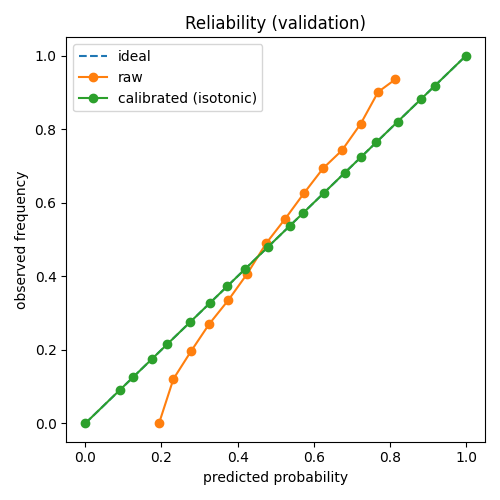 Reliability (validation)
ideal
raw
calibrated (isotonic)
1.0
0.8
0.6
0.4
0.2
0.0
observed frequency
0.0 0.2 0.4 0.6 0.8 1.0
predicted probability